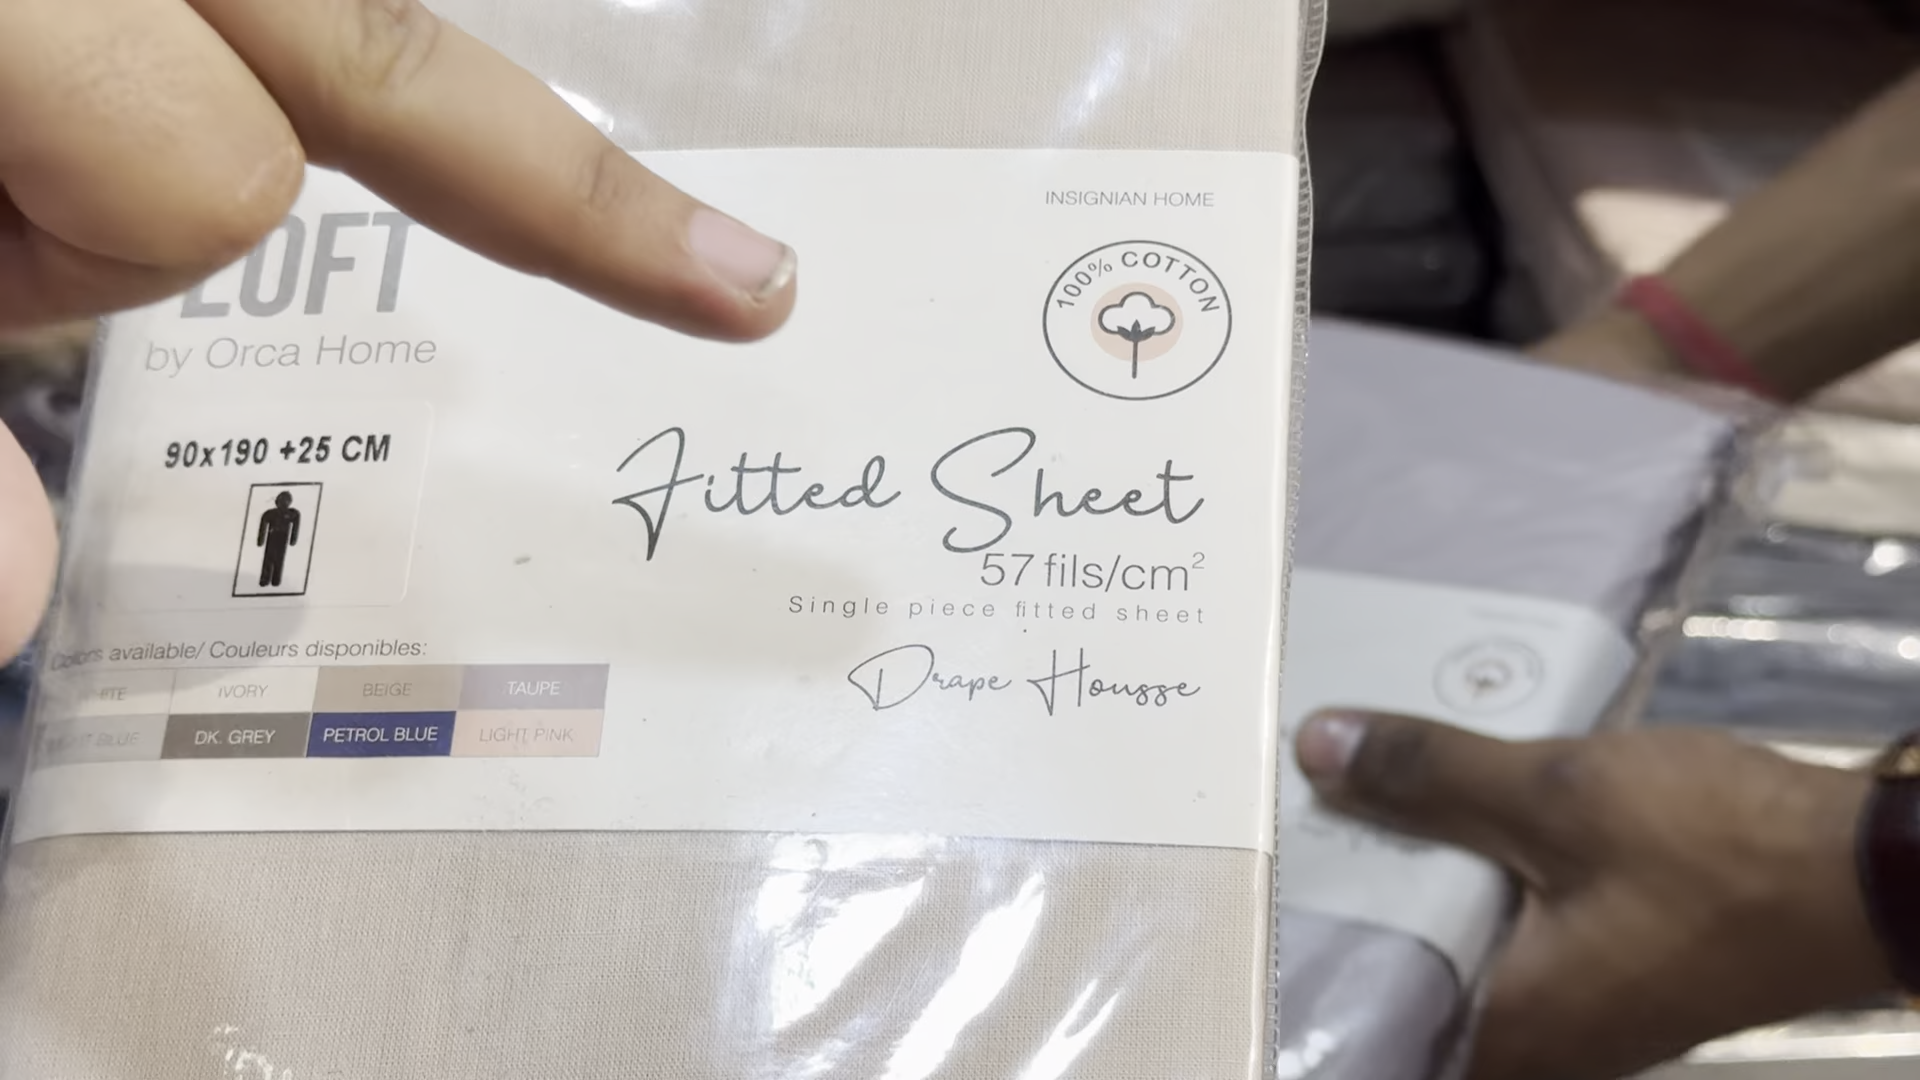 INSIGNIAN HOME
100% COTTON
LOFT
by Orca Home
90x190 +25 CM
Fitted Sheet
57 fils/cm²
Single piece fitted sheet
Drape Housse
Colors available/ Couleurs disponibles:
IVORY BEIGE TAUPE
DK. GREY PETROL BLUE LIGHT PINK